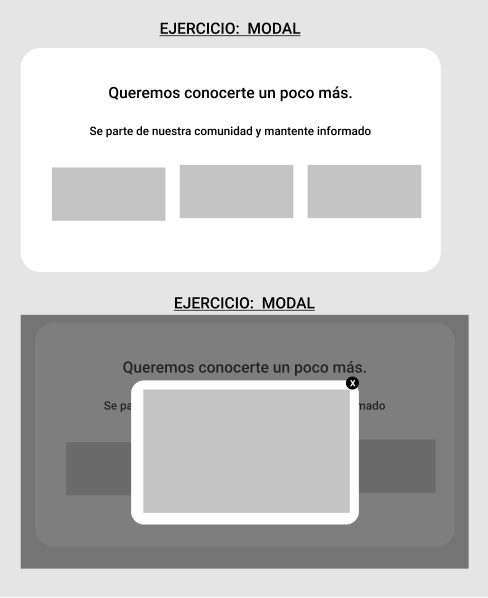 EJERCICIO: MODAL
Queremos conocerte un poco más.
Se parte de nuestra comunidad y mantente informado
EJERCICIO: MODAL
Queremos conocerte un poco más.
X
Se pa mado